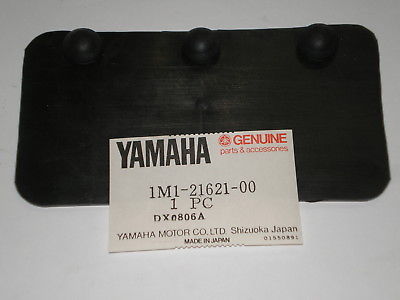 YAMAHA
GENUINE
parts & accessories
1M1-21621-00
1 PC
DX0806A
YAMAHA MOTOR CO.LTD. Shizuoka Japan
MADE IN JAPAN
01550891